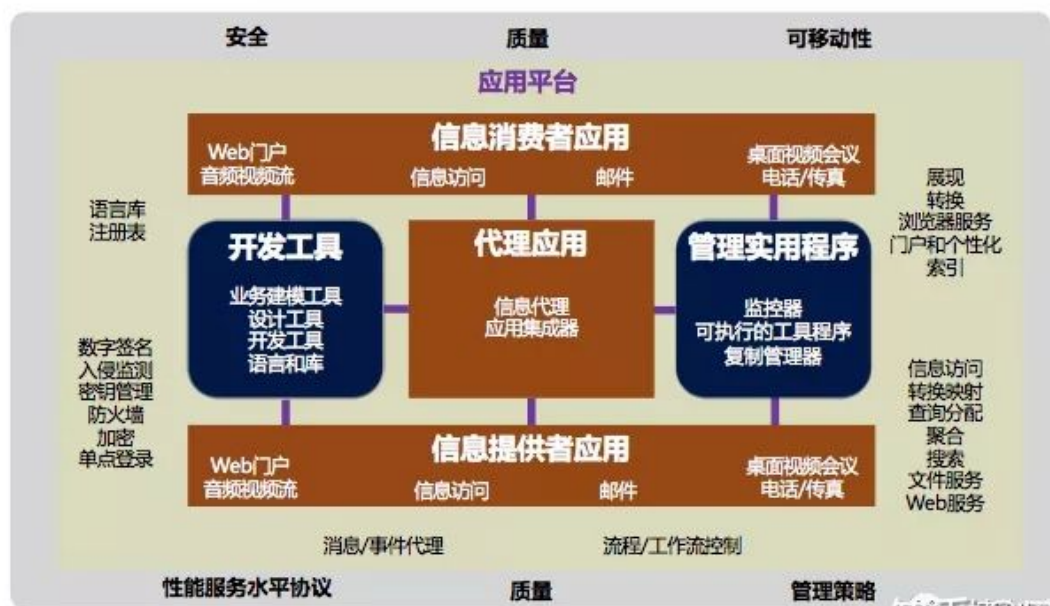 安全 质量 可移动性
应用平台
信息消费者应用
Web门户
音频视频流
信息访问
邮件
桌面视频会议
电话/传真
语言库
注册表
展现
转换
浏览器服务
门户和个性化
索引
开发工具
业务建模工具
设计工具
开发工具
语言和库
代理应用
信息代理
应用集成器
管理实用程序
监控器
可执行的工具程序
复制管理器
数字签名
入侵监测
密钥管理
防火墙
加密
单点登录
信息访问
转换映射
查询分配
聚合
搜索
文件服务
Web服务
信息提供者应用
Web门户
音频视频流
信息访问
邮件
桌面视频会议
电话/传真
消息/事件代理
流程/工作流控制
性能服务水平协议 质量 管理策略